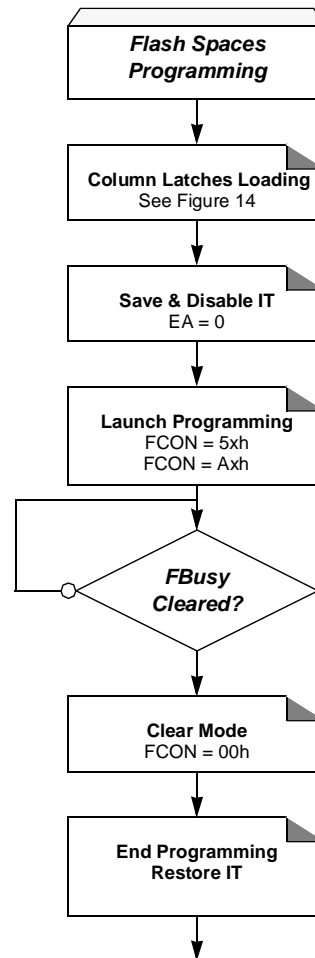 Flash Spaces
Programming
Column Latches Loading
See Figure 14
Save & Disable IT
EA = 0
Launch Programming
FCON = 5xh
FCON = Axh
FBusy
Cleared?
Clear Mode
FCON = 00h
End Programming
Restore IT